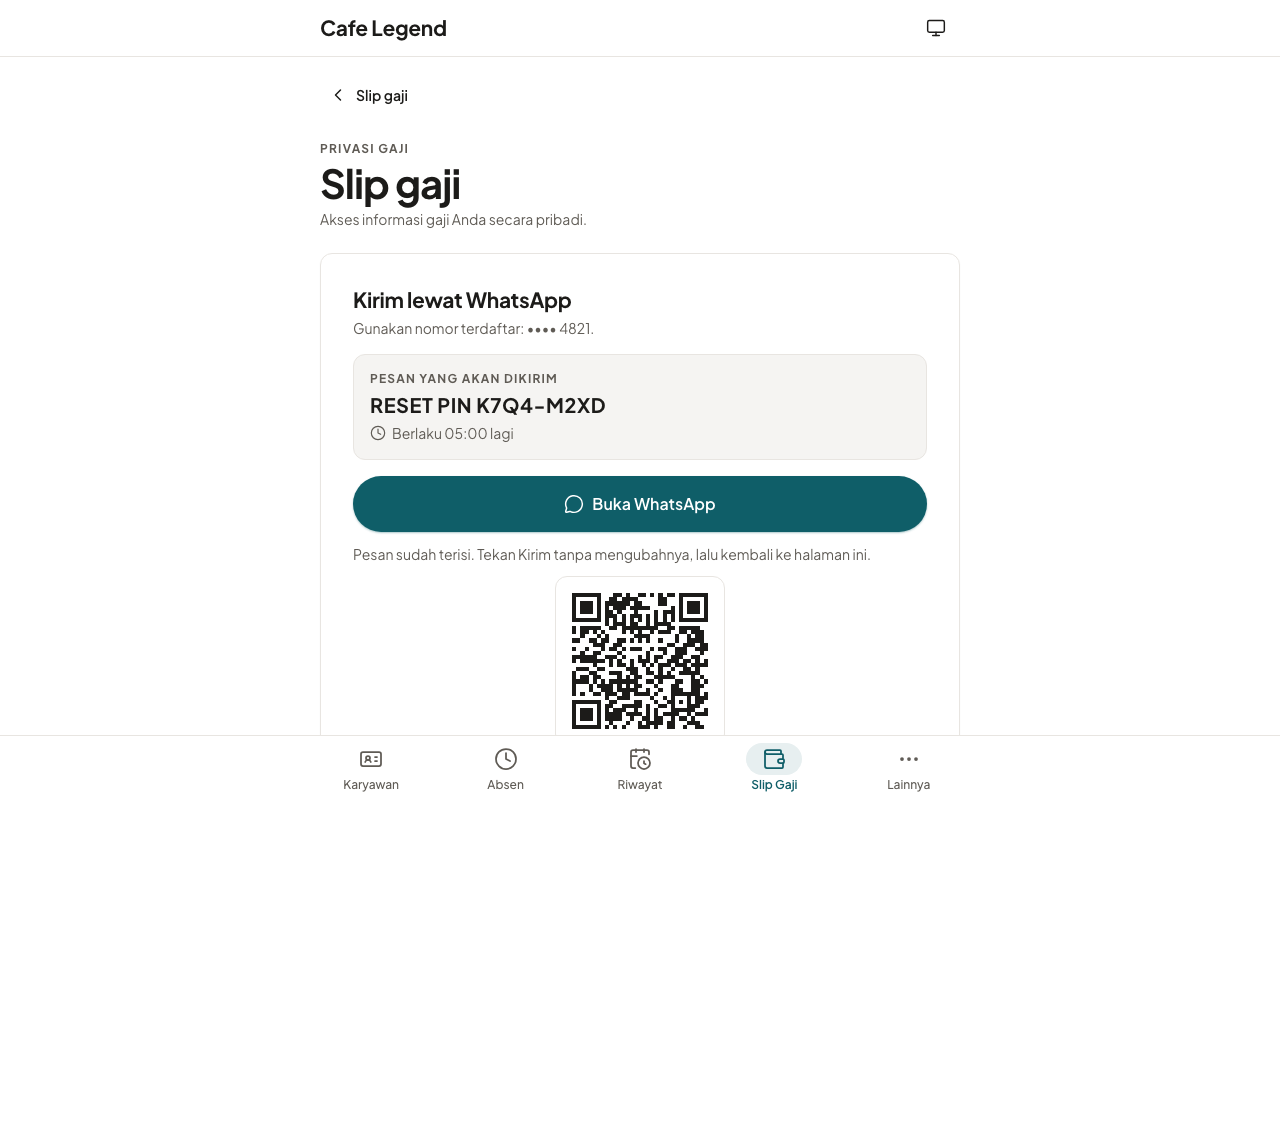 Cafe Legend
Slip gaji
PRIVASI GAJI
Slip gaji
Akses informasi gaji Anda secara pribadi.
Kirim lewat WhatsApp
Gunakan nomor terdaftar: •••• 4821.
PESAN YANG AKAN DIKIRIM
RESET PIN K7Q4-M2XD
Berlaku 05:00 lagi
Buka WhatsApp
Pesan sudah terisi. Tekan Kirim tanpa mengubahnya, lalu kembali ke halaman ini.
Karyawan
Absen
Riwayat
Slip Gaji
Lainnya